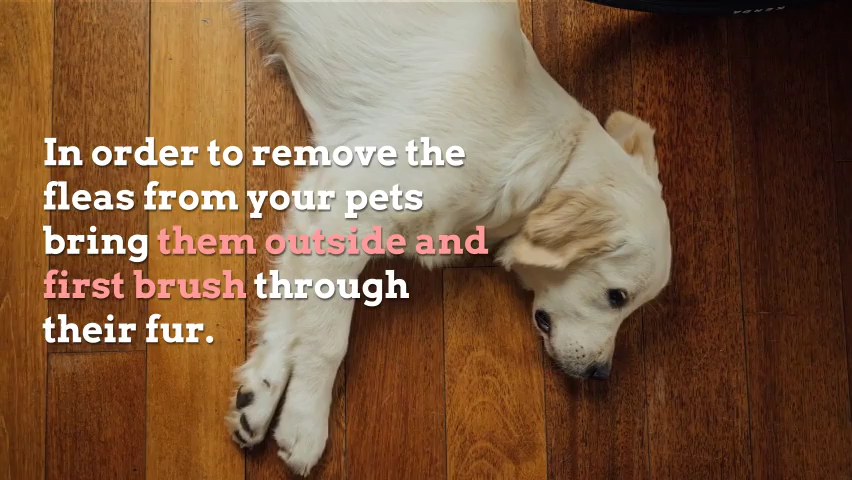 In order to remove the
fleas from your pets
bring them outside and
first brush through
their fur.